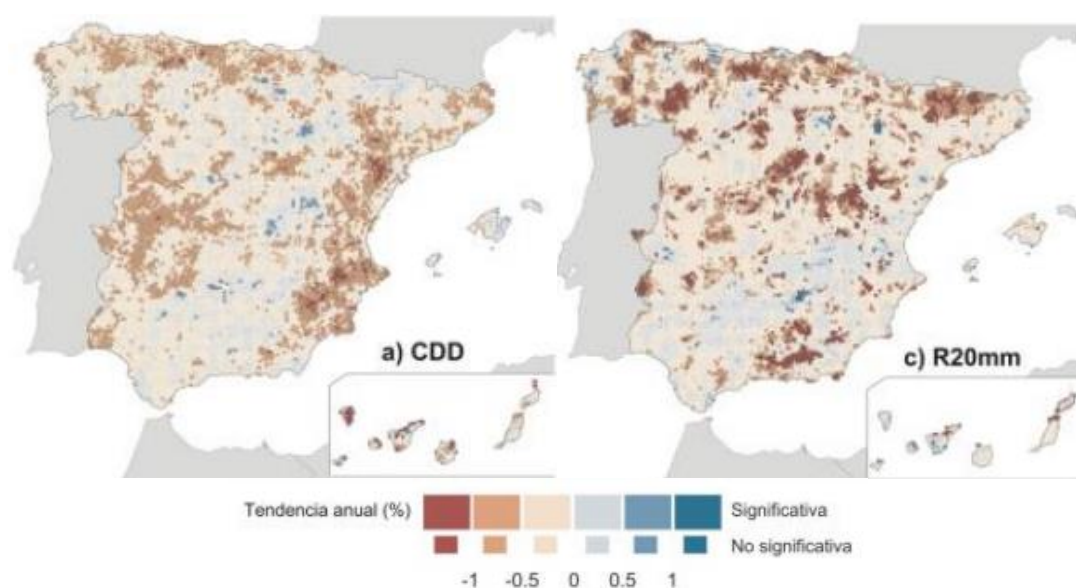 a) CDD
c) R20mm
Tendencia anual (%)
Significativa
No significativa
-1 -0.5 0 0.5 1